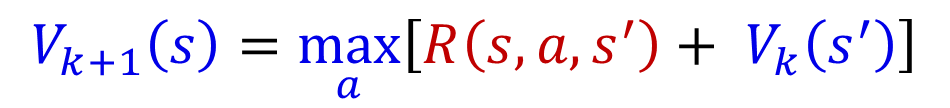 V_{k+1}(s) = \max_a [R(s, a, s′) + V_k(s′)]